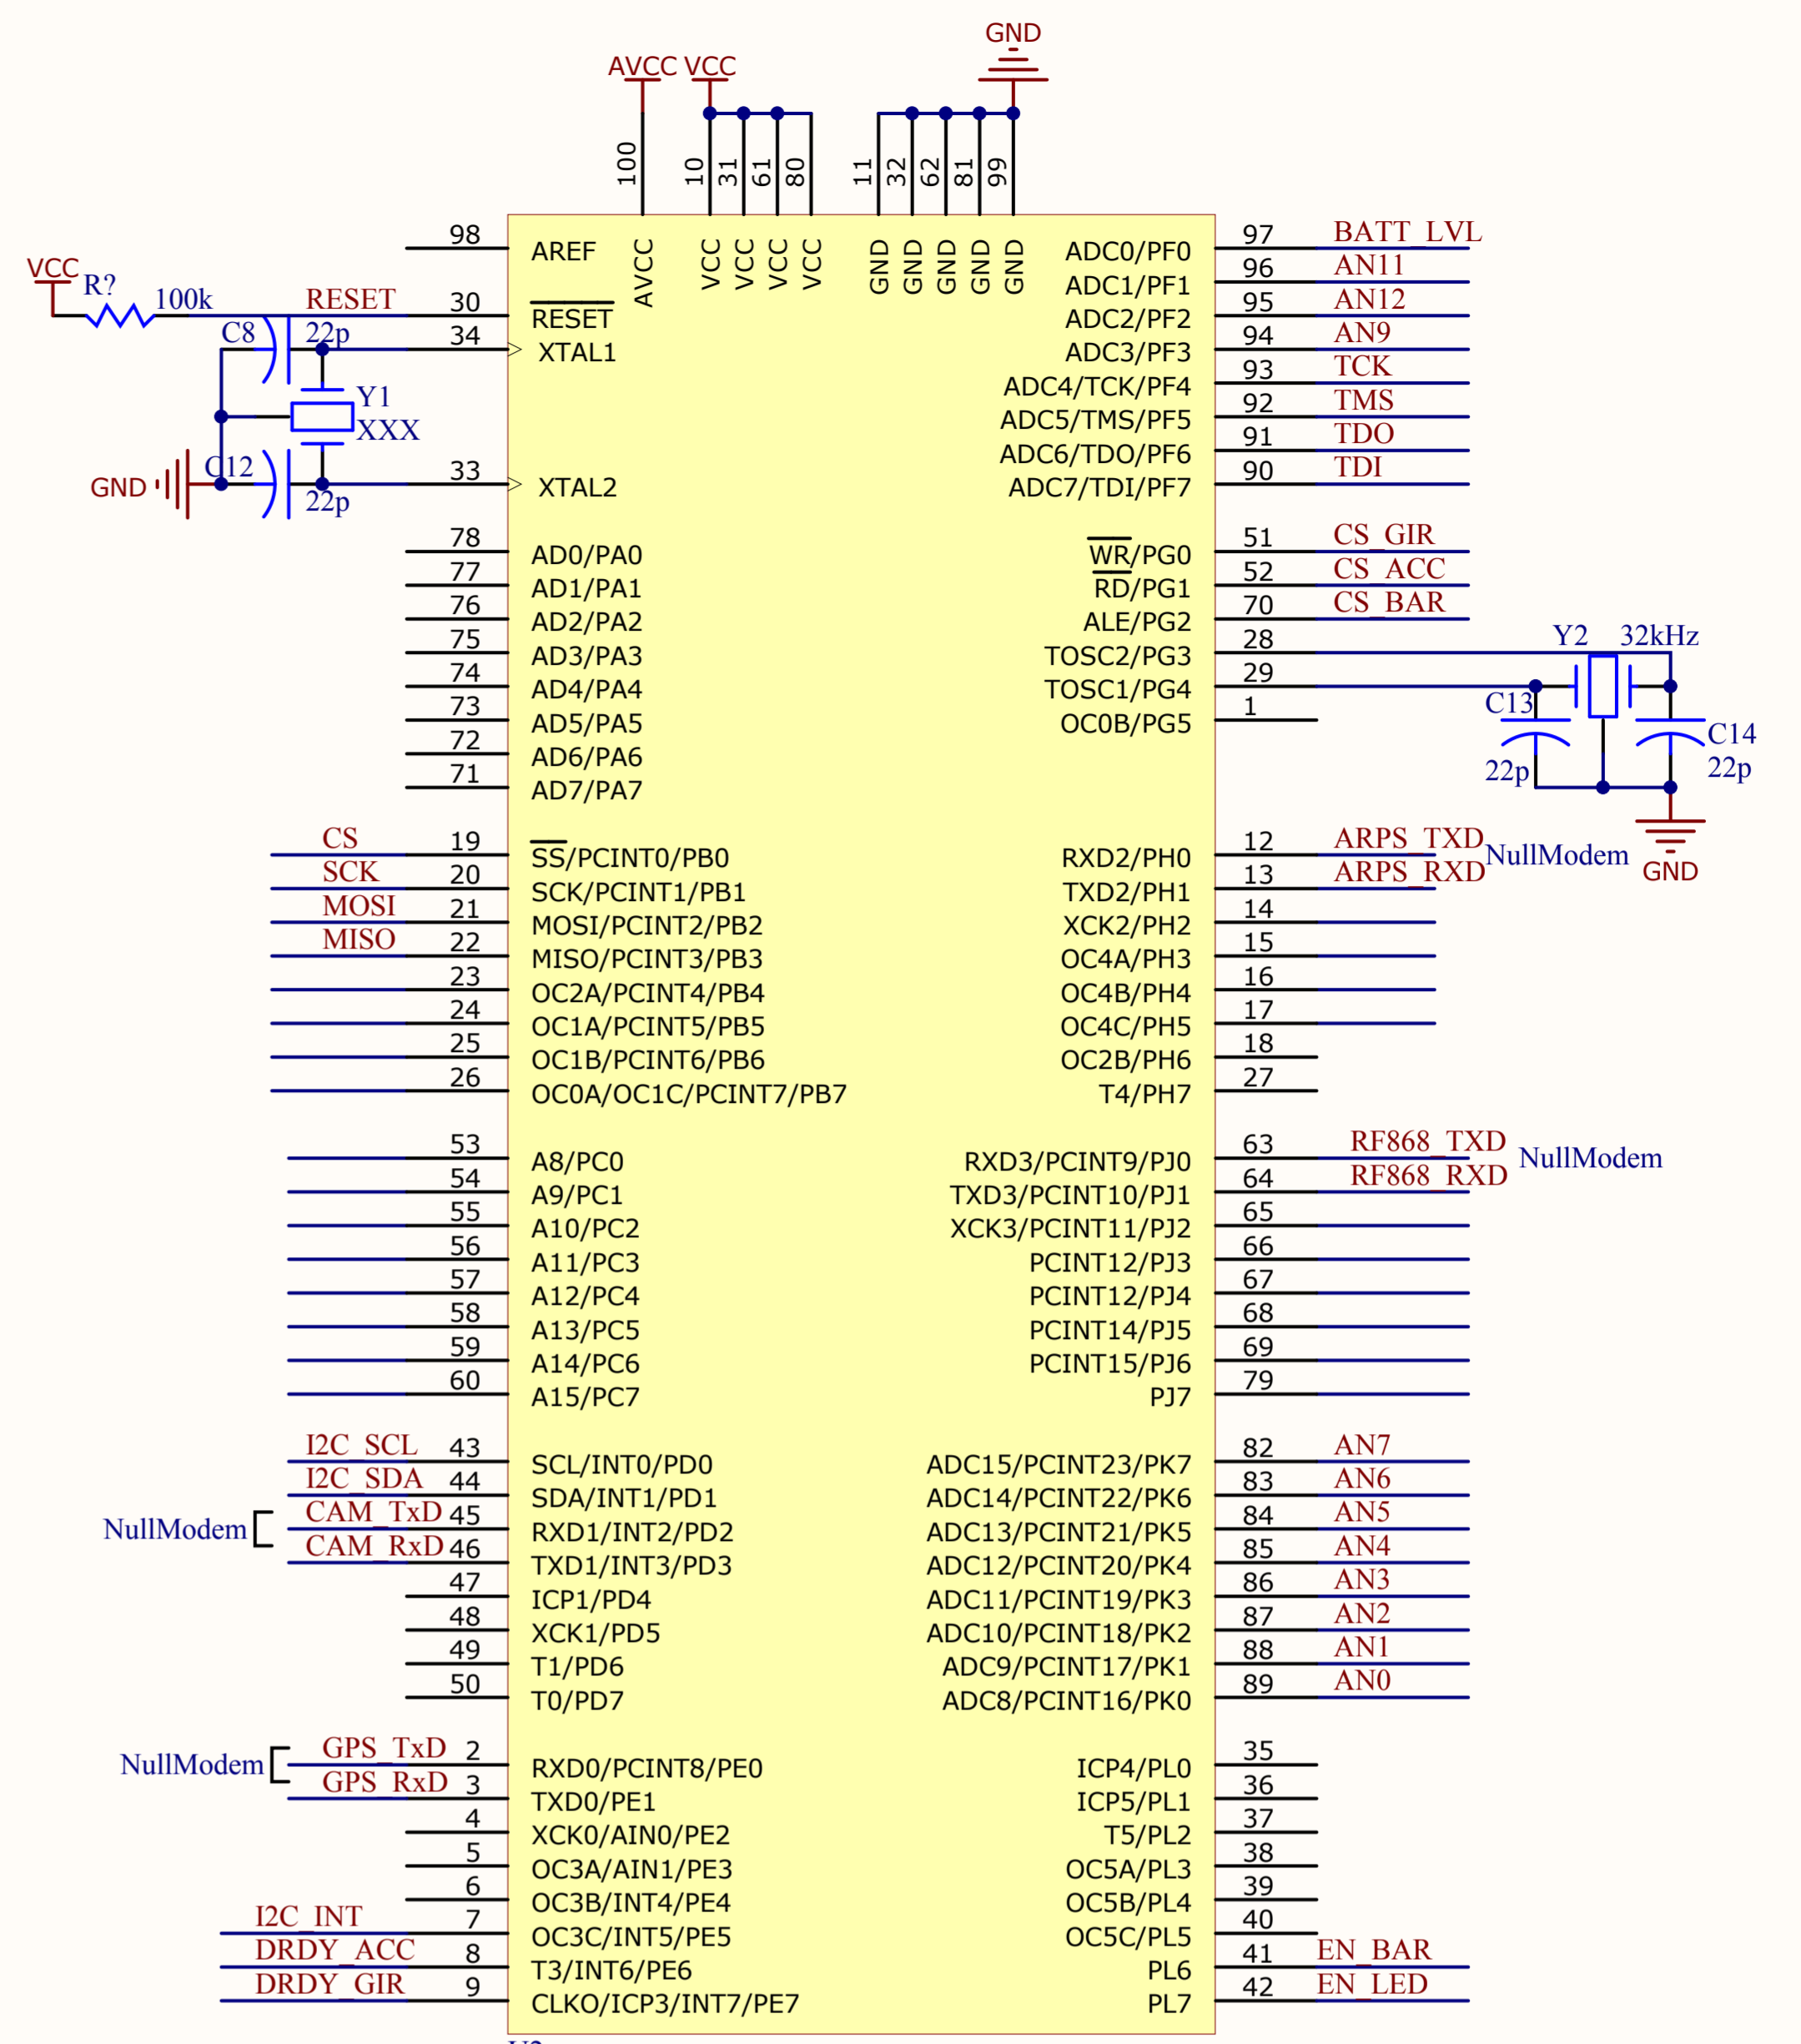 GND
AVCC VCC
100
10
31
61
80
11
32
62
81
99
AVCC
VCC
VCC
VCC
VCC
GND
GND
GND
GND
GND
98 AREF
VCC R? 100k RESET 30 RESET
C8 22p 34 XTAL1
Y1
XXX
GND C12 22p 33 XTAL2
78 AD0/PA0
77 AD1/PA1
76 AD2/PA2
75 AD3/PA3
74 AD4/PA4
73 AD5/PA5
72 AD6/PA6
71 AD7/PA7
CS 19 SS/PCINT0/PB0
SCK 20 SCK/PCINT1/PB1
MOSI 21 MOSI/PCINT2/PB2
MISO 22 MISO/PCINT3/PB3
23 OC2A/PCINT4/PB4
24 OC1A/PCINT5/PB5
25 OC1B/PCINT6/PB6
26 OC0A/OC1C/PCINT7/PB7
53 A8/PC0
54 A9/PC1
55 A10/PC2
56 A11/PC3
57 A12/PC4
58 A13/PC5
59 A14/PC6
60 A15/PC7
I2C_SCL 43 SCL/INT0/PD0
I2C_SDA 44 SDA/INT1/PD1
NullModem
CAM_TxD 45 RXD1/INT2/PD2
CAM_RxD 46 TXD1/INT3/PD3
47 ICP1/PD4
48 XCK1/PD5
49 T1/PD6
50 T0/PD7
NullModem
GPS_TxD 2 RXD0/PCINT8/PE0
GPS_RxD 3 TXD0/PE1
4 XCK0/AIN0/PE2
5 OC3A/AIN1/PE3
6 OC3B/INT4/PE4
I2C_INT 7 OC3C/INT5/PE5
DRDY_ACC 8 T3/INT6/PE6
DRDY_GIR 9 CLKO/ICP3/INT7/PE7
ADC0/PF0 97 BATT_LVL
ADC1/PF1 96 AN11
ADC2/PF2 95 AN12
ADC3/PF3 94 AN9
ADC4/TCK/PF4 93 TCK
ADC5/TMS/PF5 92 TMS
ADC6/TDO/PF6 91 TDO
ADC7/TDI/PF7 90 TDI
WR/PG0 51 CS_GIR
RD/PG1 52 CS_ACC
ALE/PG2 70 CS_BAR
TOSC2/PG3 28
TOSC1/PG4 29
OC0B/PG5 1
Y2 32kHz
C13 22p
C14 22p
GND
RXD2/PH0 12 ARPS_TXD
NullModem
TXD2/PH1 13 ARPS_RXD
XCK2/PH2 14
OC4A/PH3 15
OC4B/PH4 16
OC4C/PH5 17
OC2B/PH6 18
T4/PH7 27
RXD3/PCINT9/PJ0 63 RF868_TXD NullModem
TXD3/PCINT10/PJ1 64 RF868_RXD
XCK3/PCINT11/PJ2 65
PCINT12/PJ3 66
PCINT12/PJ4 67
PCINT14/PJ5 68
PCINT15/PJ6 69
PJ7 79
ADC15/PCINT23/PK7 82 AN7
ADC14/PCINT22/PK6 83 AN6
ADC13/PCINT21/PK5 84 AN5
ADC12/PCINT20/PK4 85 AN4
ADC11/PCINT19/PK3 86 AN3
ADC10/PCINT18/PK2 87 AN2
ADC9/PCINT17/PK1 88 AN1
ADC8/PCINT16/PK0 89 AN0
ICP4/PL0 35
ICP5/PL1 36
T5/PL2 37
OC5A/PL3 38
OC5B/PL4 39
OC5C/PL5 40
PL6 41 EN_BAR
PL7 42 EN_LED